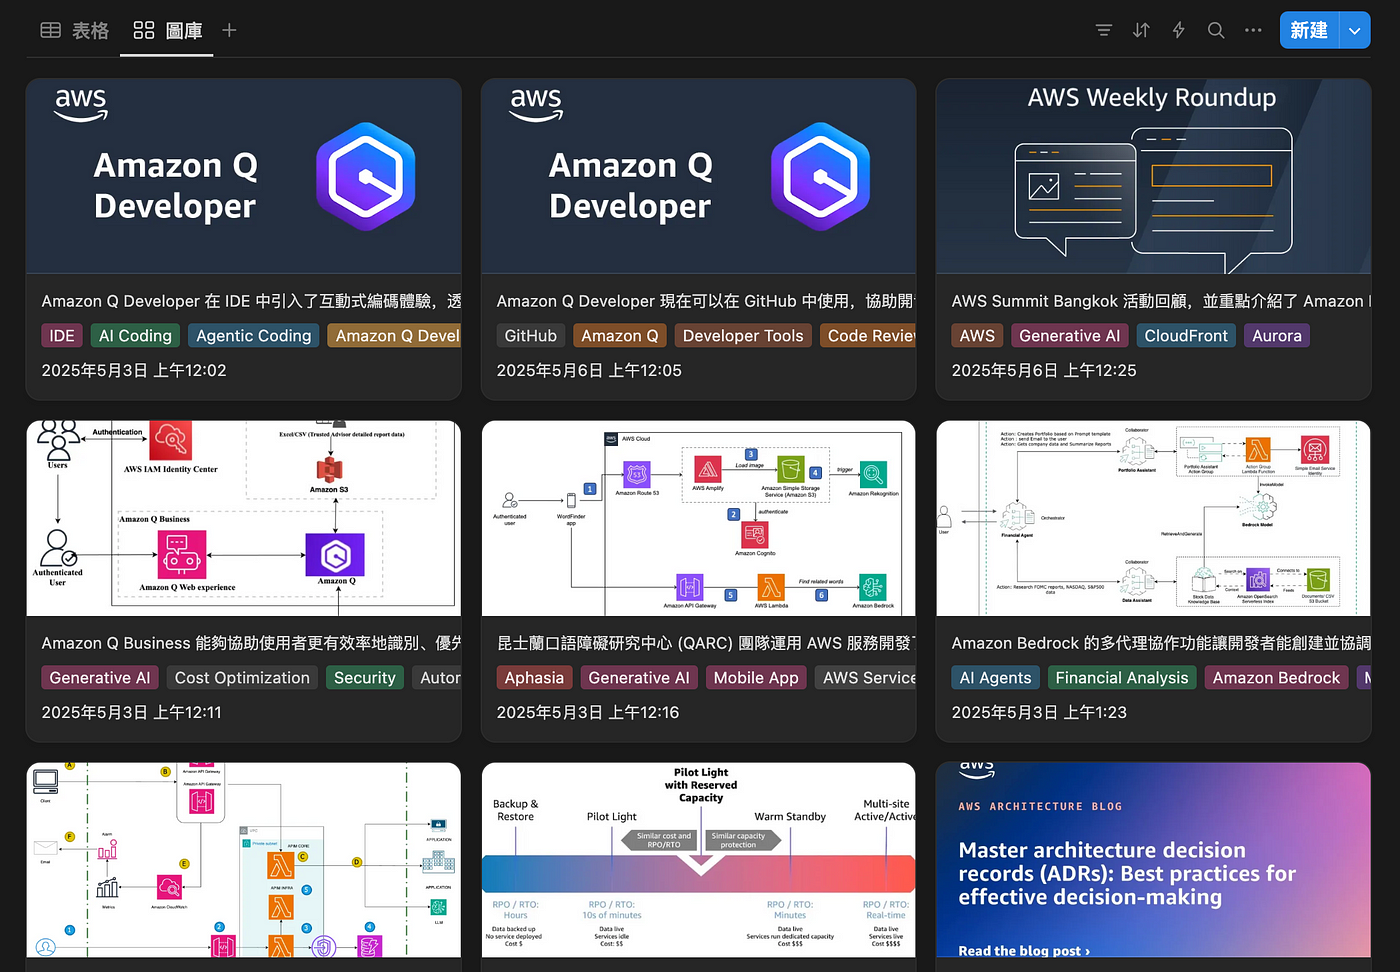 表格
圖庫
新建
aws
Amazon Q
Developer
Amazon Q Developer 在 IDE 中引入了互動式編碼體驗，透
IDE
AI Coding
Agentic Coding
Amazon Q Devel
2025年5月3日 上午12:02
aws
Amazon Q
Developer
Amazon Q Developer 現在可以在 GitHub 中使用，協助開
GitHub
Amazon Q
Developer Tools
Code Review
2025年5月6日 上午12:05
AWS Weekly Roundup
AWS Summit Bangkok 活動回顧，並重點介紹了 Amazon
AWS
Generative AI
CloudFront
Aurora
2025年5月6日 上午12:25
Users
Authentication
AWS IAM Identity Center
Excel/CSV (Trusted Advisor detailed report data)
Amazon S3
Amazon Q Business
Authenticated
User
Amazon Q Web experience
Amazon Q
Amazon Q Business 能夠協助使用者更有效率地識別、優先
Generative AI
Cost Optimization
Security
Autor
2025年5月3日 上午12:11
aws
AWS Cloud
Authenticated
user
WordFinder
app
1
Amazon Route 53
AWS Amplify
3
Load image
Amazon Simple Storage
Service (Amazon S3)
4
trigger
Amazon Rekognition
2
authenticate
Amazon Cognito
Amazon API Gateway
5
AWS Lambda
Find related words
6
Amazon Bedrock
昆士蘭口語障礙研究中心 (QARC) 團隊運用 AWS 服務開發了
Aphasia
Generative AI
Mobile App
AWS Service
2025年5月3日 上午12:16
Action: Creates Portfolio based on Prompt template
Action : send Email to the user
Action: Gets company data and Summarize Reports
Collaborator
Portfolio Assistant
Portfolio Assistant
Action Group
Action Group
Lambda Function
Simple Email Service
Identity
InvokeModel
User
Financial Agent
Orchestrator
Bedrock Model
RetrieveAndGenerate
Action: Research FOMC reports, NASDAQ, S&P500
data
Collaborator
Data Assistant
Stock Data
Knowledge Base
Search on
Context
Amazon OpenSearch
Serverless Index
Connects to
Feeds
Documents/ CSV
S3 Bucket
Amazon Bedrock 的多代理協作功能讓開發者能創建並協調
AI Agents
Financial Analysis
Amazon Bedrock
M
2025年5月3日 上午1:23
A
Client
B
Amazon API Gateway
Amazon API Gateway
F
Email
Alarm
Metrics
E
Amazon CloudWatch
VPC
Private subnet
APIM CORE
C
D
APIM INFRA
5
APPLICATION
APPLICATION
LLM
1
2
3
4
Backup &
Restore
Pilot Light
Pilot Light
with Reserved
Capacity
Warm Standby
Multi-site
Active/Active
Similar cost and
RPO/RTO
Similar capacity
protection
RPO / RTO:
Hours
Data backed up
No service deployed
Cost $
RPO / RTO:
10s of minutes
Data live
Services idle
Cost: $$
RPO / RTO:
Minutes
Data live
Services run dedicated capacity
Cost $$$
RPO / RTO:
Real-time
Data live
Services live
Cost $$$$
aws
AWS ARCHITECTURE BLOG
Master architecture decision
records (ADRs): Best practices for
effective decision-making
Read the blog post ›